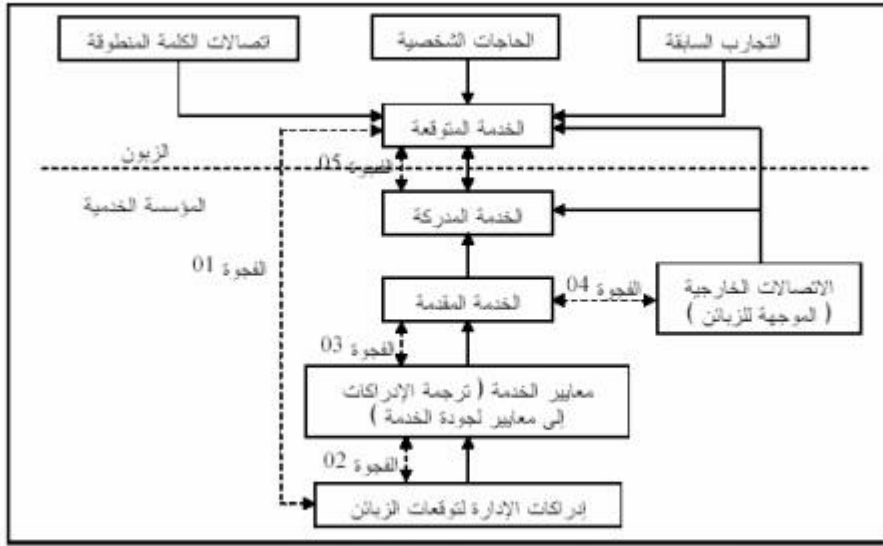 التجارب السابقة
الحاجات الشخصية
اتصالات الكلمة المنطوقة
الخدمة المتوقعة
الزبون
الفجوة 05
المؤسسة الخدمية
الخدمة المدركة
الفجوة 01
الاتصالات الخارجية
( الموجهة للزبائن )
الفجوة 04
الخدمة المقدمة
الفجوة 03
معايير الخدمة ( ترجمة الإدراكات
إلى معايير لجودة الخدمة )
الفجوة 02
إدراكات الإدارة لتوقعات الزبائن